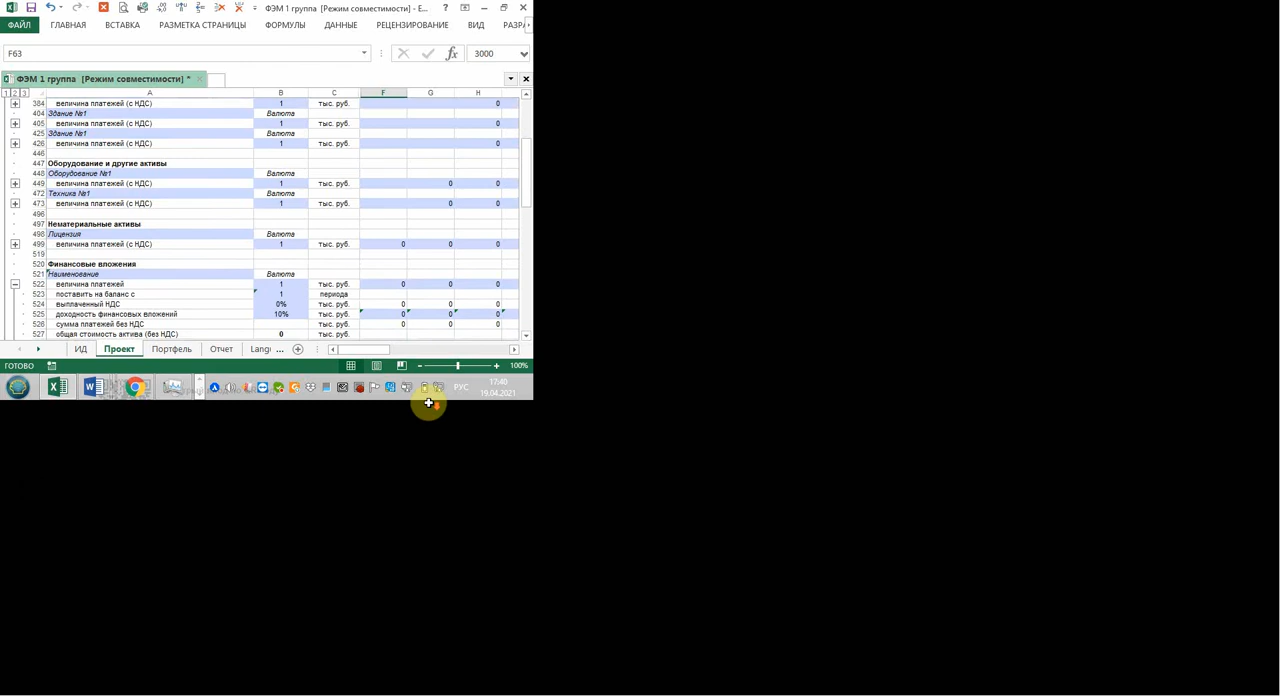 ФЭМ 1 группа [Режим совместимости] - E...
ФАЙЛ ГЛАВНАЯ ВСТАВКА РАЗМЕТКА СТРАНИЦЫ ФОРМУЛЫ ДАННЫЕ РЕЦЕНЗИРОВАНИЕ ВИД РАЗРА
F63 fx 3000
ФЭМ 1 группа [Режим совместимости] *
1 2 3 A B C F G H
384 величина платежей (с НДС) 1 тыс. руб. 0
404 Здание №1 Валюта
405 величина платежей (с НДС) 1 тыс. руб. 0
425 Здание №1 Валюта
426 величина платежей (с НДС) 1 тыс. руб. 0
446
447 Оборудование и другие активы
448 Оборудование №1 Валюта
449 величина платежей (с НДС) 1 тыс. руб. 0 0
472 Техника №1 Валюта
473 величина платежей (с НДС) 1 тыс. руб. 0 0
496
497 Нематериальные активы
498 Лицензия Валюта
499 величина платежей (с НДС) 1 тыс. руб. 0 0 0
519
520 Финансовые вложения
521 Наименование Валюта
522 величина платежей 1 тыс. руб. 0 0 0
523 поставить на баланс с 1 периода
524 выплаченный НДС 0% тыс. руб. 0 0 0
525 доходность финансовых вложений 10% тыс. руб. 0 0 0
526 сумма платежей без НДС тыс. руб. 0 0 0
527 общая стоимость актива (без НДС) 0 тыс. руб.
ИД Проект Портфель Отчет Langu ...
ГОТОВО 100%
РУС 17:40
19.04.2021